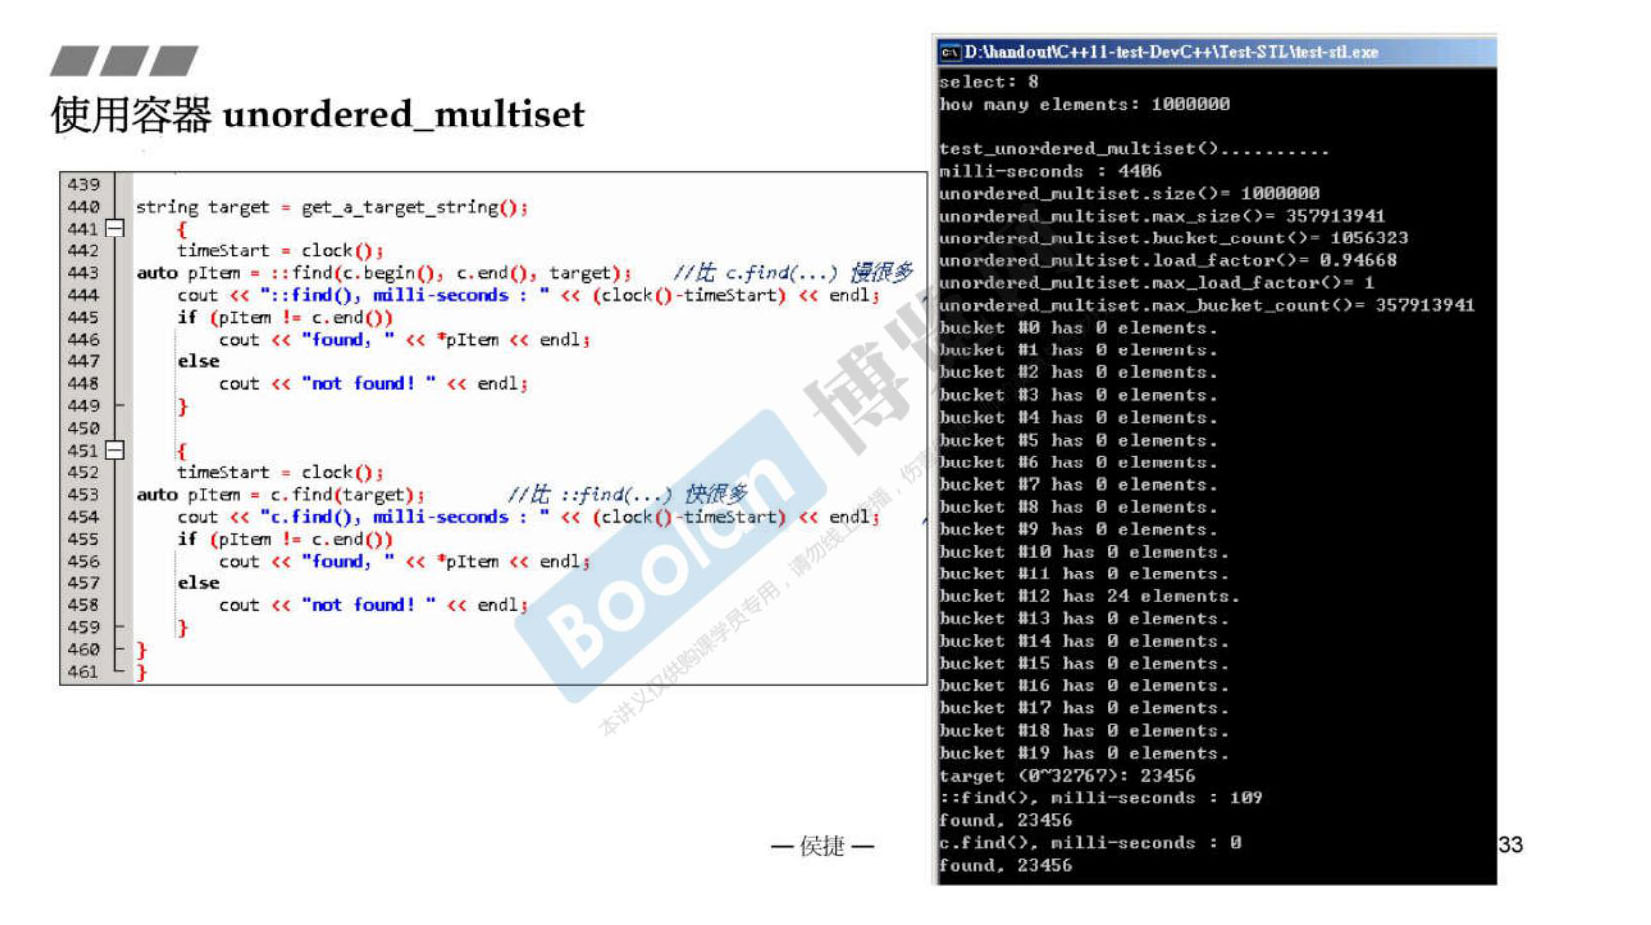 使用容器 unordered_multiset
439
440 string target = get_a_target_string();
441 {
442 timeStart = clock();
443 auto pItem = ::find(c.begin(), c.end(), target); //比 c.find(...) 慢很多
444 cout << "::find(), milli-seconds : " << (clock()-timeStart) << endl;
445 if (pItem != c.end())
446 cout << "found, " << *pItem << endl;
447 else
448 cout << "not found! " << endl;
449 }
450
451 {
452 timeStart = clock();
453 auto pItem = c.find(target); //比 ::find(...) 快很多
454 cout << "c.find(), milli-seconds : " << (clock()-timeStart) << endl;
455 if (pItem != c.end())
456 cout << "found, " << *pItem << endl;
457 else
458 cout << "not found! " << endl;
459 }
460 }
461 }
D:\handout\C++11-test-DevC++\Test-STL\test-stl.exe
select: 8
how many elements: 1000000
test_unordered_multiset()..........
milli-seconds : 4406
unordered_multiset.size()= 1000000
unordered_multiset.max_size()= 357913941
unordered_multiset.bucket_count()= 1056323
unordered_multiset.load_factor()= 0.94668
unordered_multiset.max_load_factor()= 1
unordered_multiset.max_bucket_count()= 357913941
bucket #0 has 0 elements.
bucket #1 has 0 elements.
bucket #2 has 0 elements.
bucket #3 has 0 elements.
bucket #4 has 0 elements.
bucket #5 has 0 elements.
bucket #6 has 0 elements.
bucket #7 has 0 elements.
bucket #8 has 0 elements.
bucket #9 has 0 elements.
bucket #10 has 0 elements.
bucket #11 has 0 elements.
bucket #12 has 24 elements.
bucket #13 has 0 elements.
bucket #14 has 0 elements.
bucket #15 has 0 elements.
bucket #16 has 0 elements.
bucket #17 has 0 elements.
bucket #18 has 0 elements.
bucket #19 has 0 elements.
target (0~32767): 23456
::find(), milli-seconds : 109
found, 23456
c.find(), milli-seconds : 0
found, 23456
Boolan 博览
本讲义仅供购课学员专用，请勿线上传播
— 侯捷 —
33